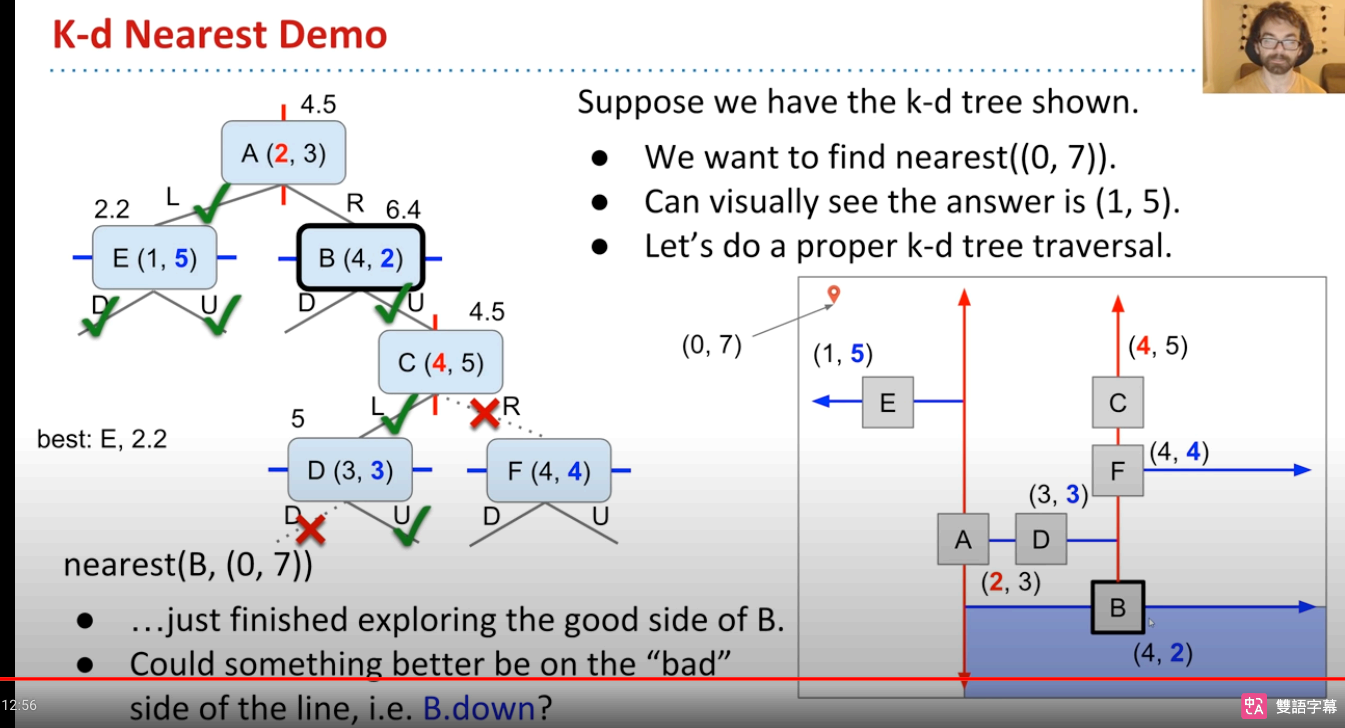 K-d Nearest Demo
4.5
A (2, 3)
L
R
2.2
6.4
E (1, 5)
B (4, 2)
D
U
D
U
4.5
C (4, 5)
L
R
5
best: E, 2.2
D (3, 3)
F (4, 4)
D
U
D
U
nearest(B, (0, 7))
● …just finished exploring the good side of B.
● Could something better be on the “bad”
side of the line, i.e. B.down?
Suppose we have the k-d tree shown.
● We want to find nearest((0, 7)).
● Can visually see the answer is (1, 5).
● Let’s do a proper k-d tree traversal.
(0, 7)
(1, 5)
(4, 5)
E
C
(4, 4)
F
(3, 3)
A
D
(2, 3)
B
(4, 2)
12:56
中A 雙語字幕